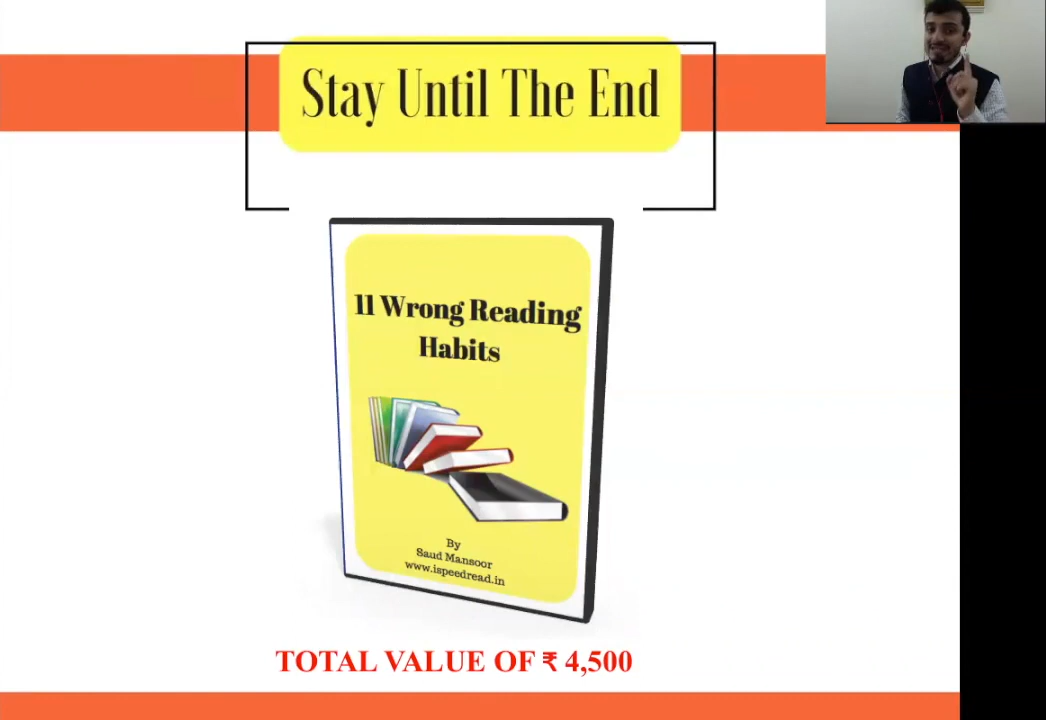 Stay Until The End
11 Wrong Reading
Habits
By
Saud Mansoor
www.ispeedread.in
TOTAL VALUE OF ₹ 4,500